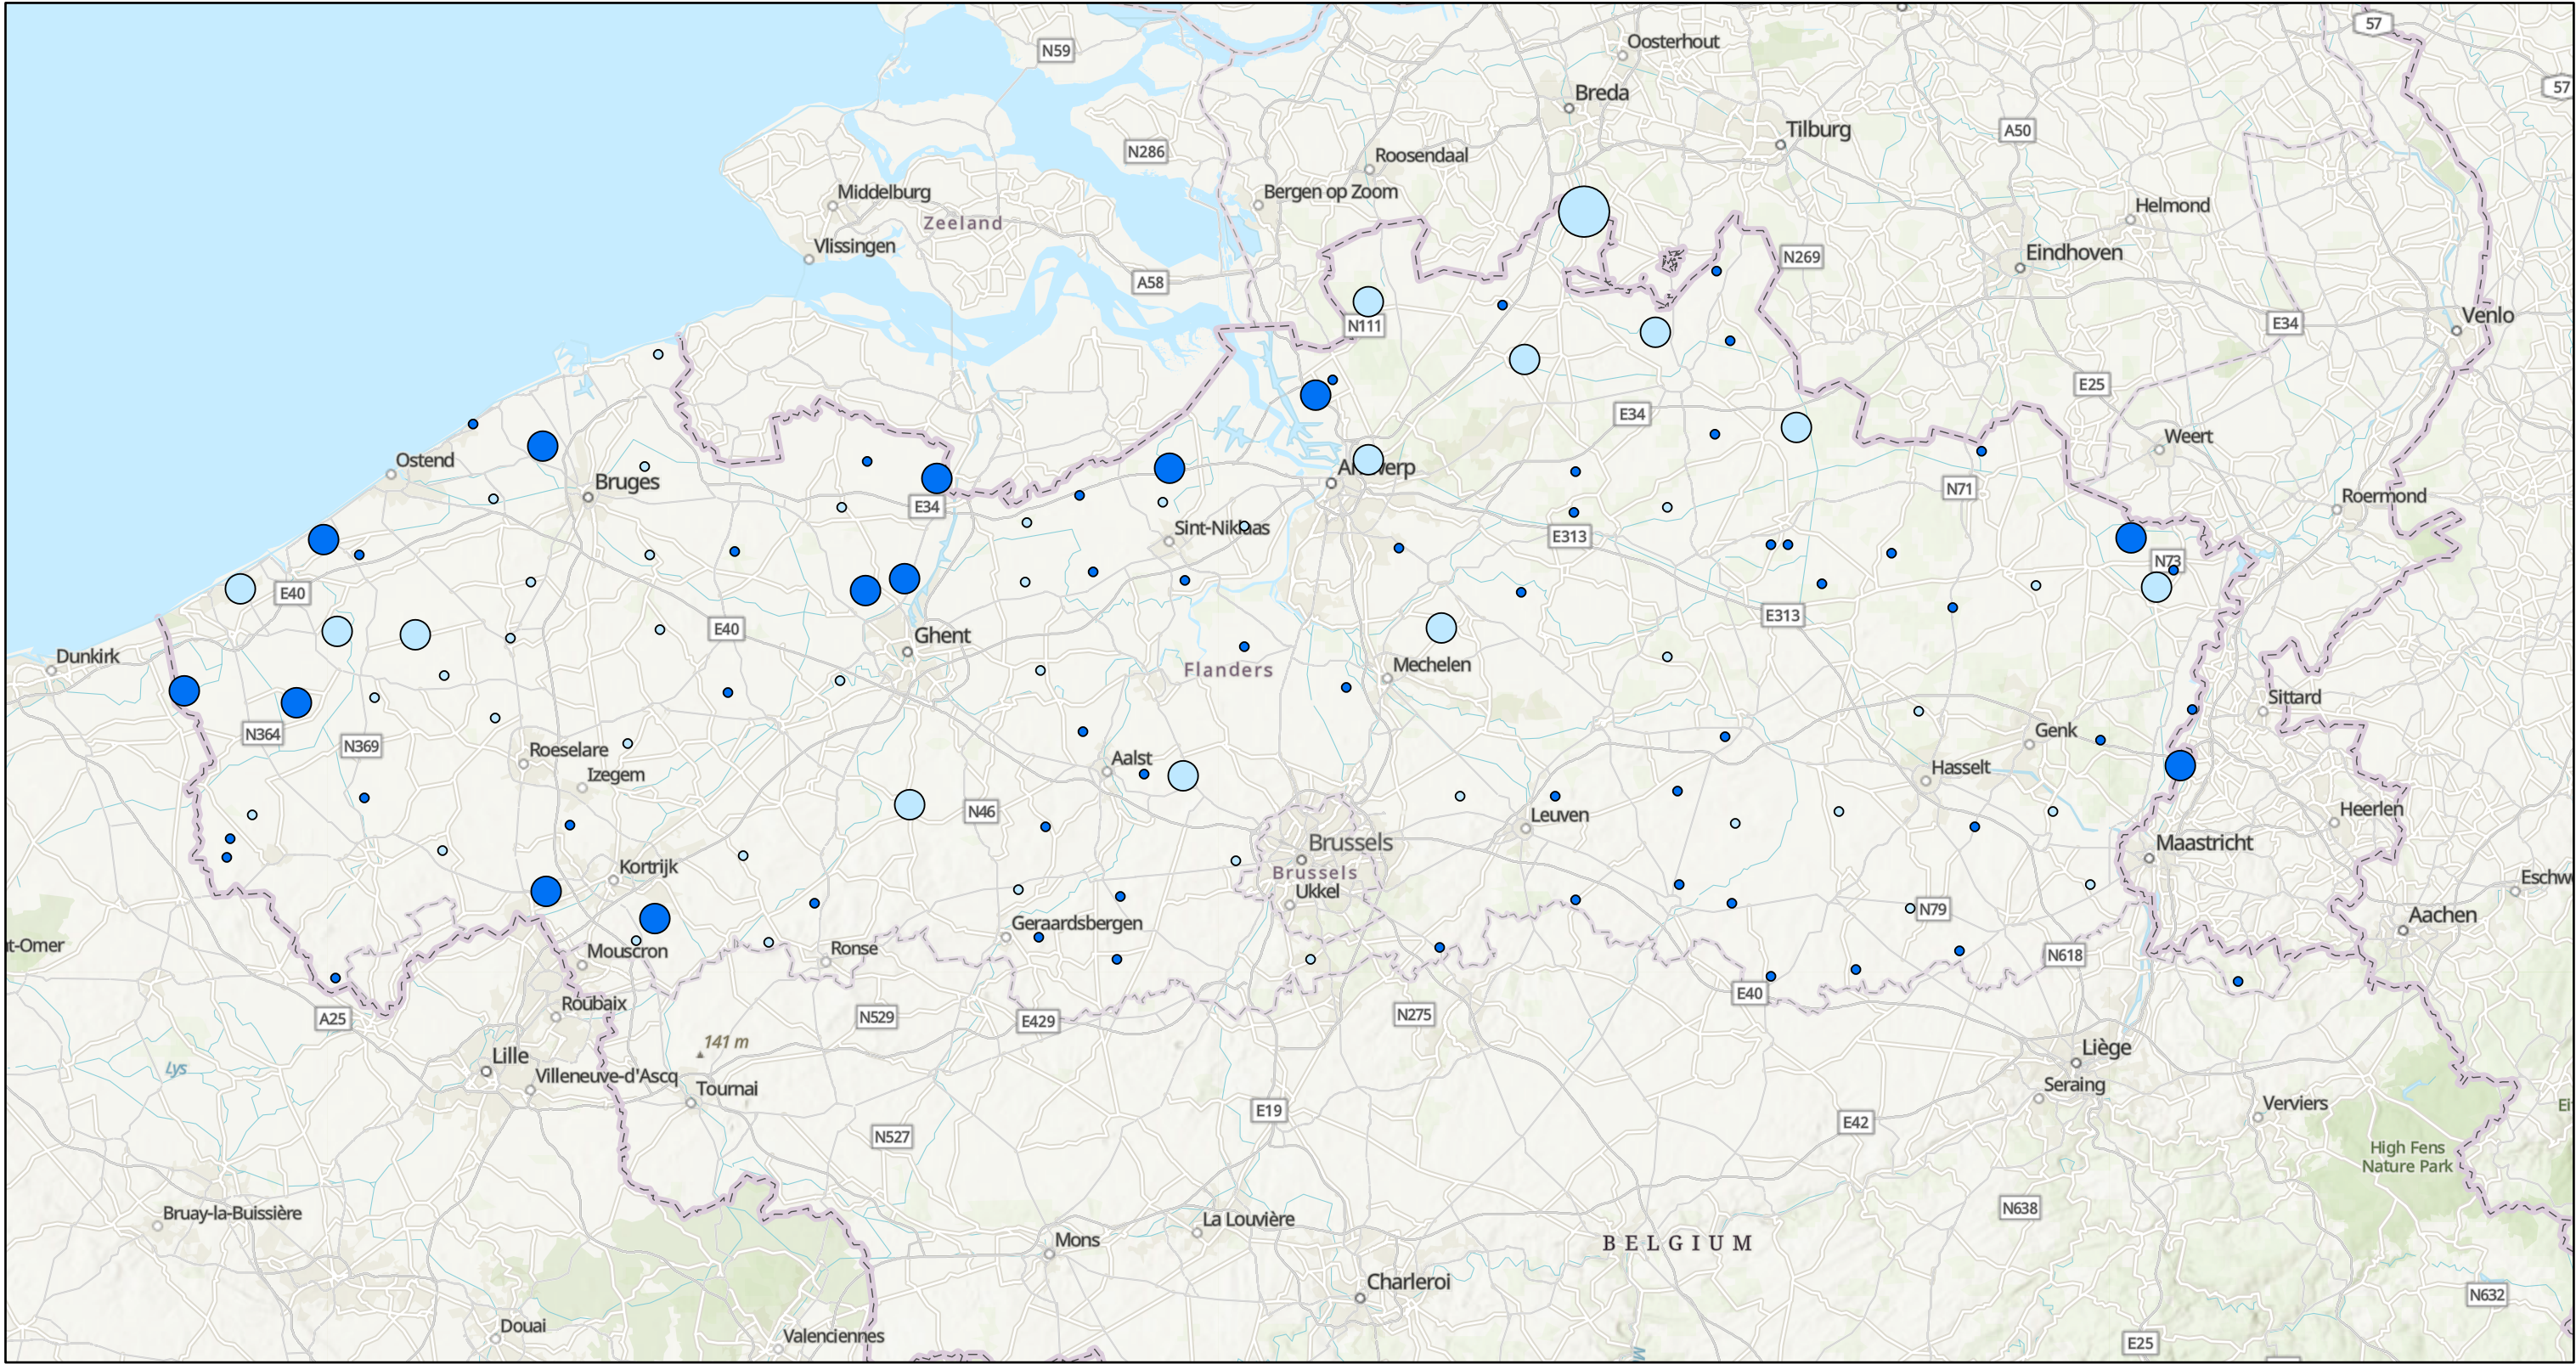 57
N59
Oosterhout
57
Breda
Tilburg
A50
N286
Roosendaal
Middelburg
Bergen op Zoom
Helmond
Zeeland
Vlissingen
Eindhoven
N269
A58
Venlo
N111
E34
E25
E34
Weert
Ostend
Antwerp
Bruges
N71
Roermond
E34
Sint-Niklaas
E313
N73
E40
E313
E40
Ghent
Dunkirk
Mechelen
Flanders
Sittard
N364
Genk
N369
Roeselare
Aalst
Hasselt
Izegem
N46
Heerlen
Leuven
Brussels
Maastricht
Kortrijk
Brussels
Eschw
Ukkel
N79
Aachen
Geraardsbergen
t-Omer
Ronse
Mouscron
N618
E40
Roubaix
N529
N275
A25
E429
141 m
Lille
Liège
Lys
Villeneuve-d'Ascq
Seraing
Tournai
Verviers
Ei
E19
E42
N527
High Fens
Nature Park
N638
Bruay-la-Buissière
La Louvière
Mons
BELGIUM
Charleroi
N632
Douai
Valenciennes
E25
M